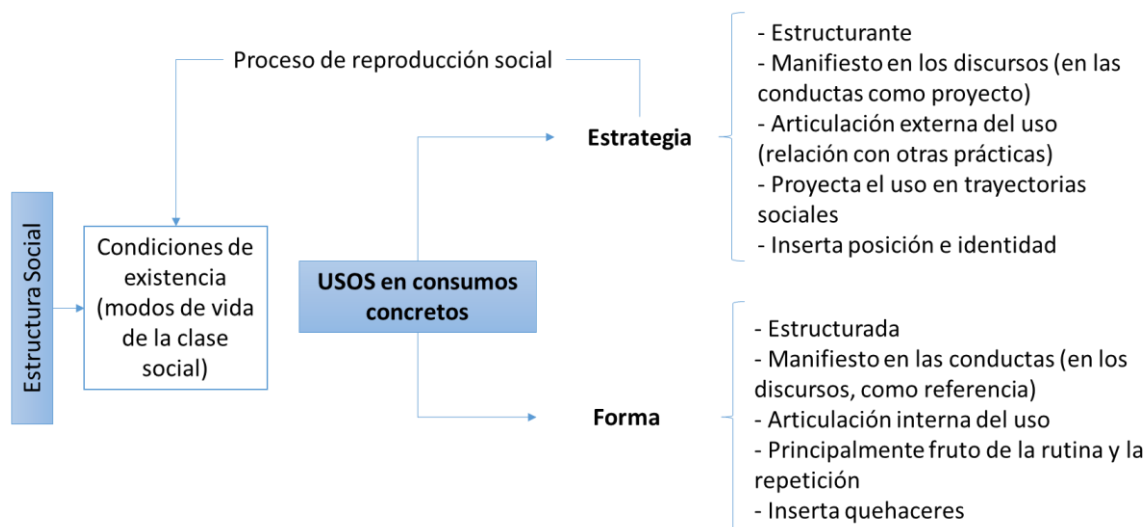 Proceso de reproducción social
Estructura Social
Condiciones de
existencia
(modos de vida
de la clase
social)
USOS en consumos
concretos
Estrategia
- Estructurante
- Manifiesto en los discursos (en las
conductas como proyecto)
- Articulación externa del uso
(relación con otras prácticas)
- Proyecta el uso en trayectorias
sociales
- Inserta posición e identidad
Forma
- Estructurada
- Manifiesto en las conductas (en los
discursos, como referencia)
- Articulación interna del uso
- Principalmente fruto de la rutina y la
repetición
- Inserta quehaceres